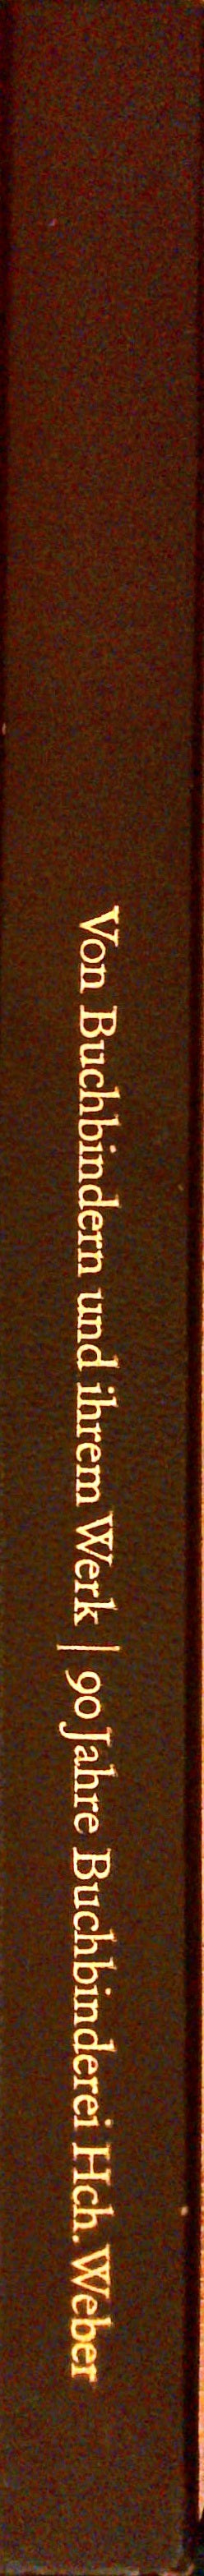 Von Buchbindern und ihrem Werk | 90 Jahre Buchbinderei Hch. Weber